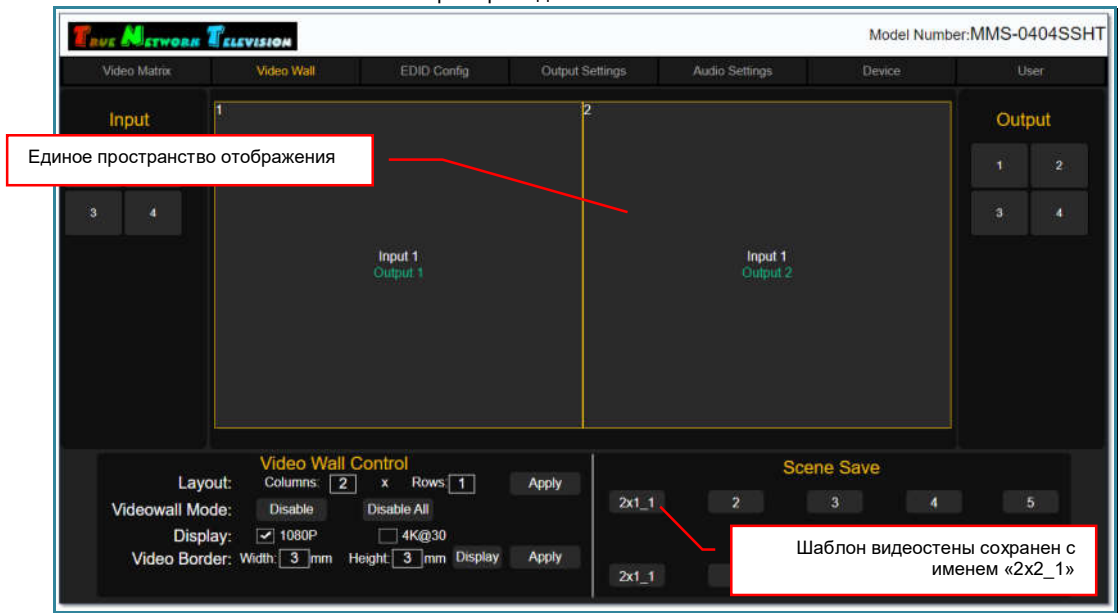 True Network Television
Model Number:MMS-0404SSHT
Video Matrix Video Wall EDID Config Output Settings Audio Settings Device User
Input
1
2
Output
Единое пространство отображения
1 2
3 4
3 4
Input 1
Output 1
Input 1
Output 2
Video Wall Control
Layout: Columns: 2 x Rows: 1 Apply
Videowall Mode: Disable Disable All
Display: 1080P 4K@30
Video Border: Width: 3 mm Height: 3 mm Display Apply
Scene Save
2x1_1 2 3 4 5
Шаблон видеостены сохранен с
именем «2x2_1»
2x1_1